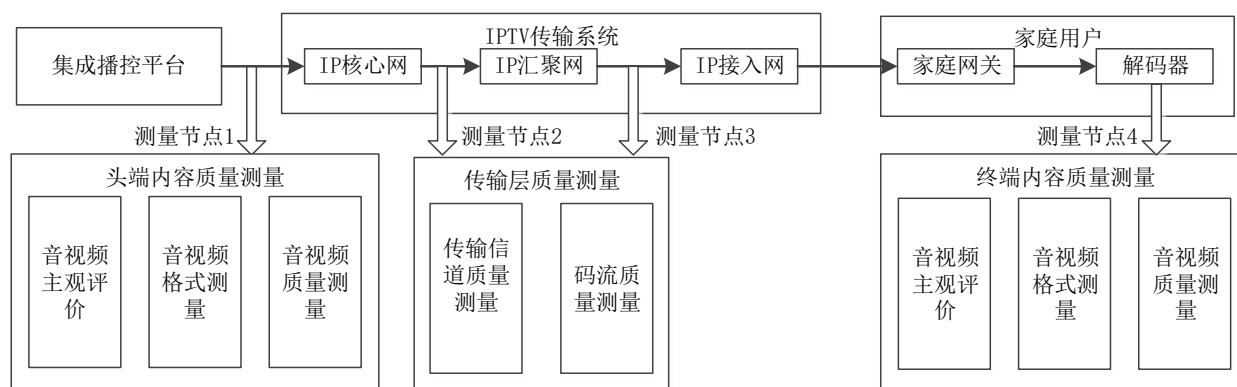 IPTV传输系统
家庭用户
集成播控平台
IP核心网
IP汇聚网
IP接入网
家庭网关
解码器
测量节点1
测量节点2
测量节点3
测量节点4
头端内容质量测量
音视频
主观评
价
音视频
格式测
量
音视频
质量测
量
传输层质量测量
传输信
道质量
测量
码流质
量测量
终端内容质量测量
音视频
主观评
价
音视频
格式测
量
音视频
质量测
量